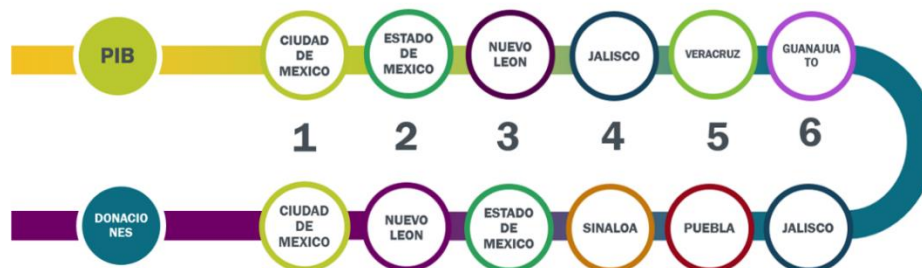 PIB
CIUDAD
DE
MEXICO
ESTADO
DE
MEXICO
NUEVO
LEON
JALISCO
VERACRUZ
GUANAJUA
TO
1
2
3
4
5
6
DONACIO
NES
CIUDAD
DE
MEXICO
NUEVO
LEON
ESTADO
DE
MEXICO
SINALOA
PUEBLA
JALISCO